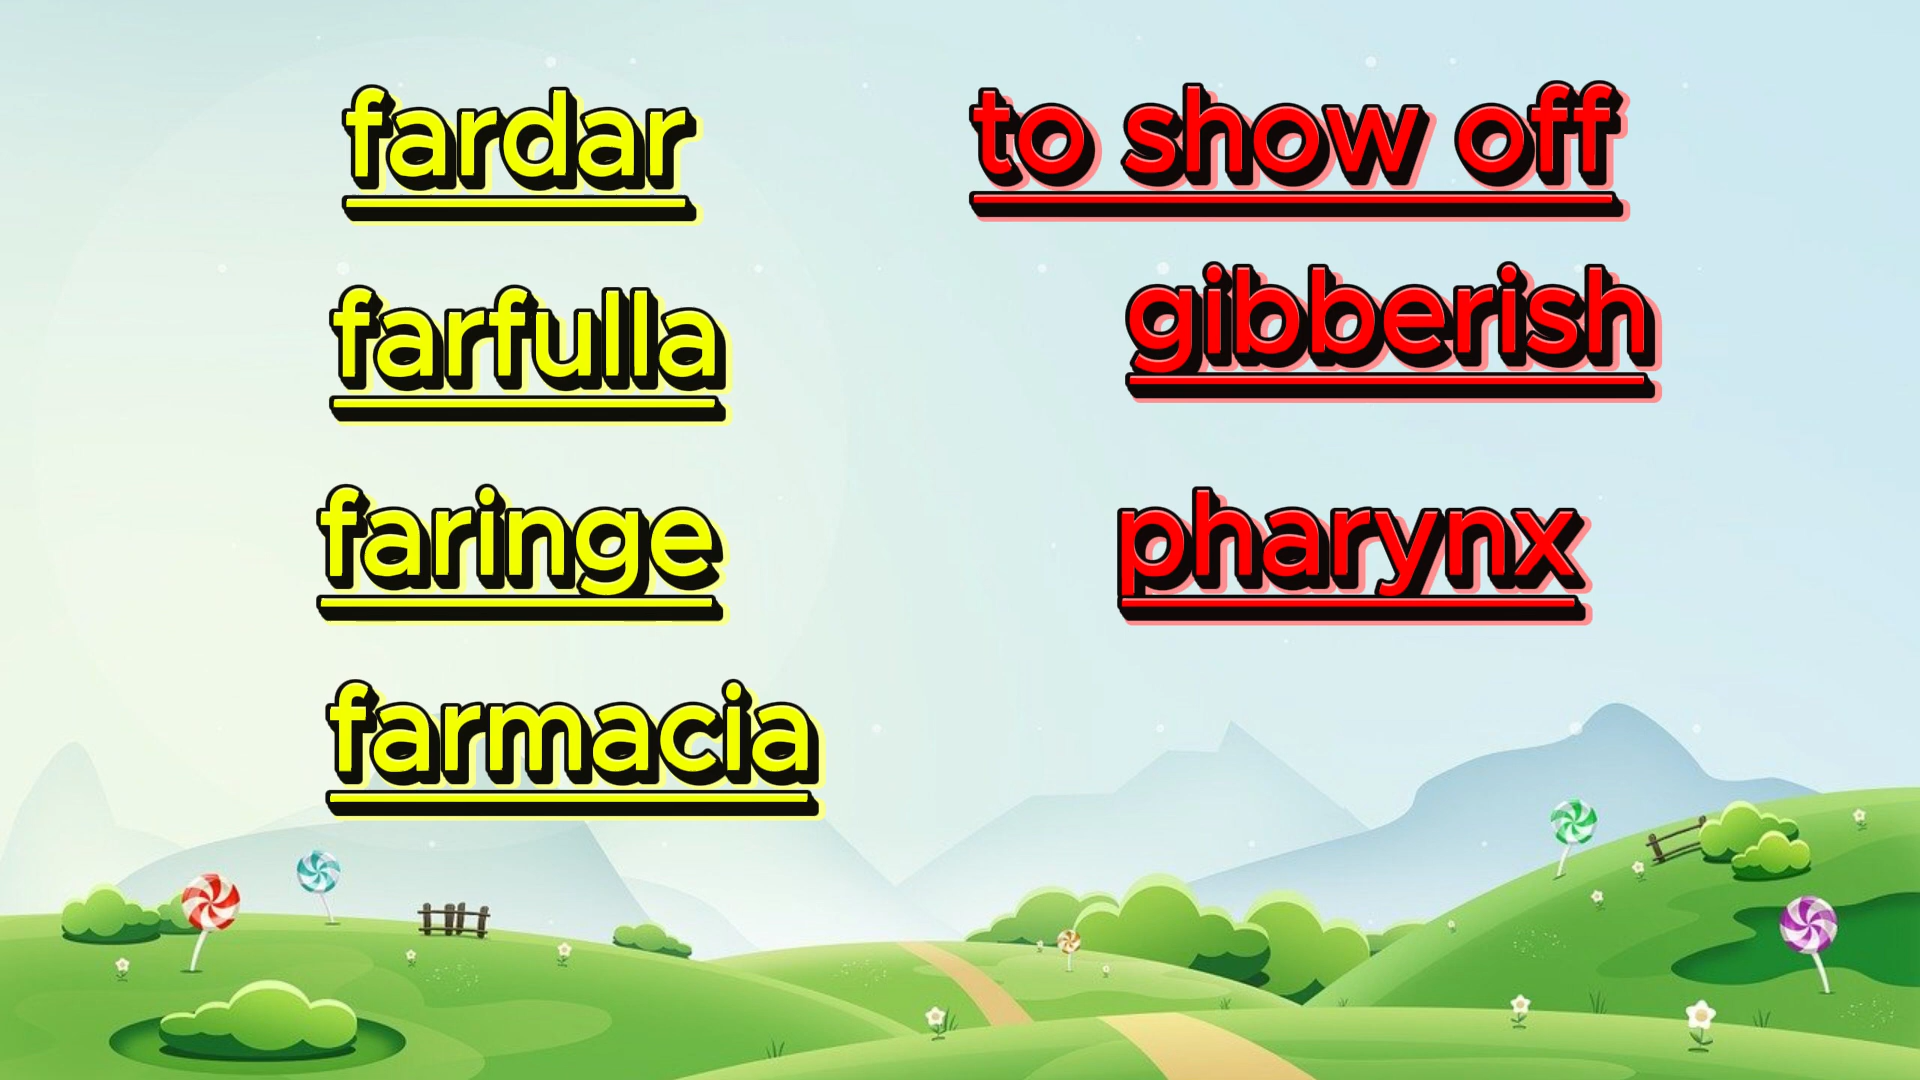 fardar to show off
farfulla gibberish
faringe pharynx
farmacia